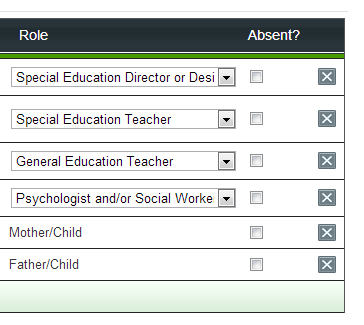 Role Absent?
Special Education Director or Desi
Special Education Teacher
General Education Teacher
Psychologist and/or Social Worke
Mother/Child
Father/Child